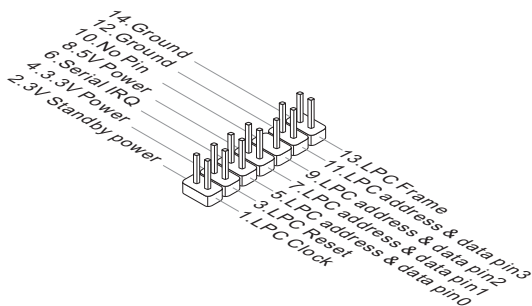 14.Ground
12.Ground
10.No Pin
8.5V Power
6.Serial IRQ
4.3.3V Power
2.3V Standby power
13.LPC Frame
11.LPC address & data pin3
9.LPC address & data pin2
7.LPC address & data pin1
5.LPC address & data pin0
3.LPC Reset
1.LPC Clock